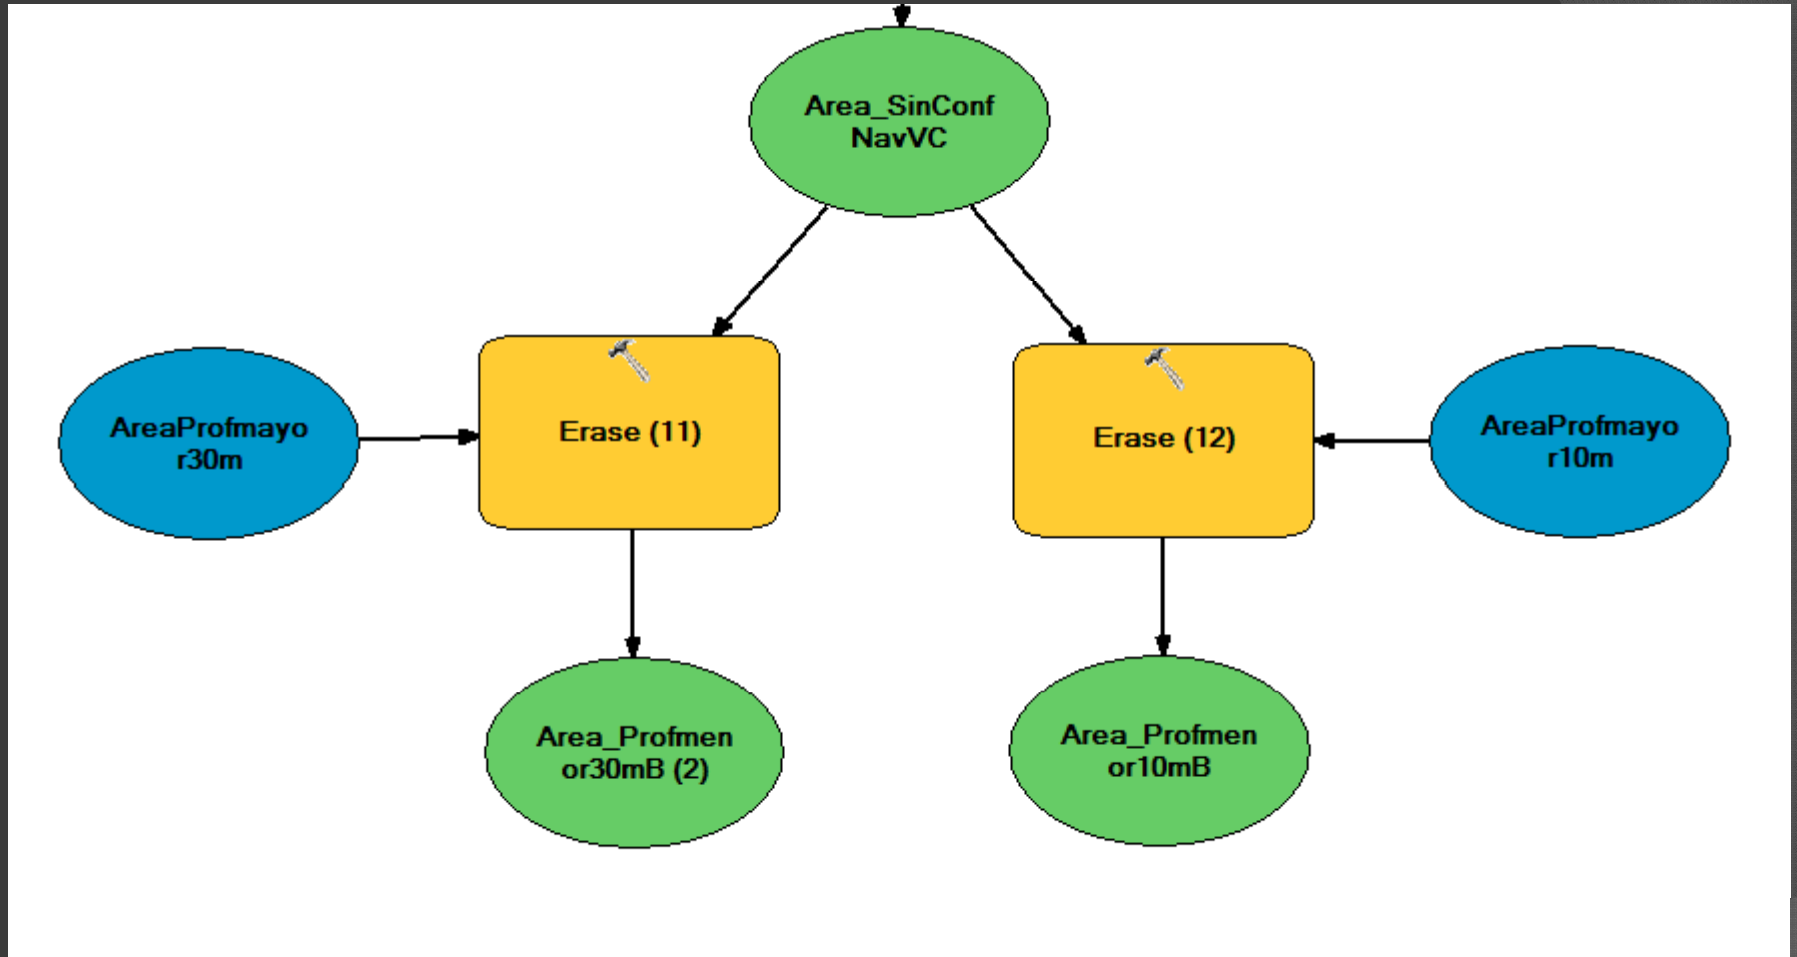 Area_SinConf
NavVC
AreaProfmayo
r30m
Erase (11)
Erase (12)
AreaProfmayo
r10m
Area_Profmen
or30mB (2)
Area_Profmen
or10mB